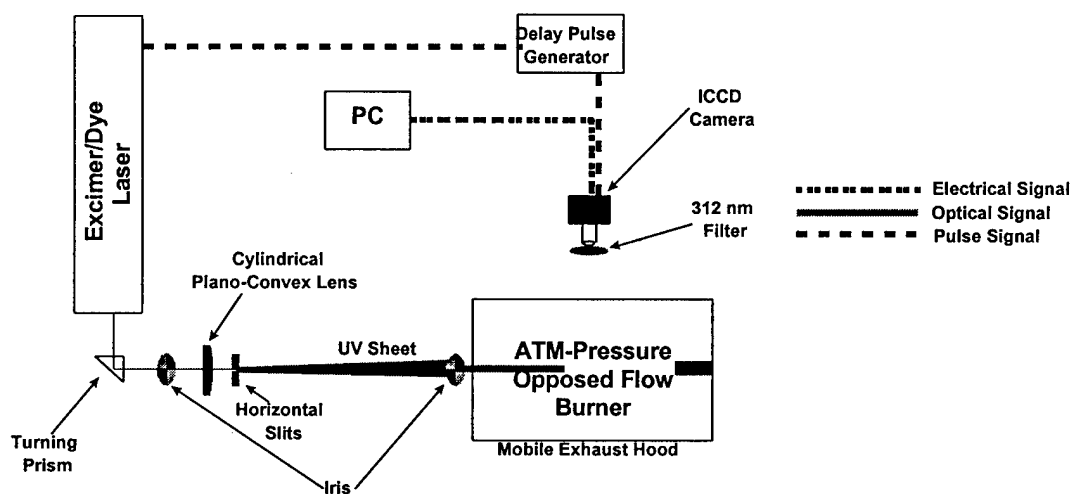 Delay Pulse
Generator
Excimer/Dye
Laser
PC
ICCD
Camera
312 nm
Filter
Electrical Signal
Optical Signal
Pulse Signal
Cylindrical
Plano-Convex Lens
UV Sheet
ATM-Pressure
Opposed Flow
Burner
Horizontal
Slits
Turning
Prism
Iris
Mobile Exhaust Hood